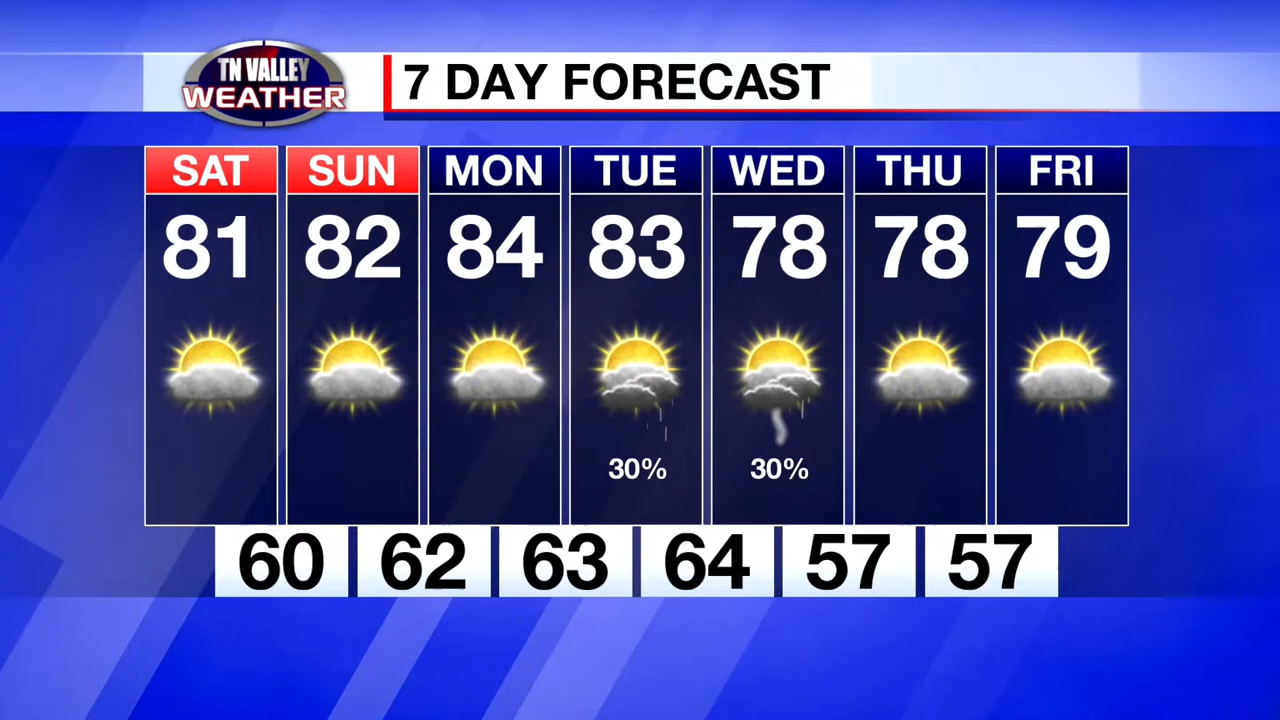 TN VALLEY
WEATHER
7 DAY FORECAST
SAT SUN MON TUE WED THU FRI
81 82 84 83 78 78 79
30% 30%
60 62 63 64 57 57